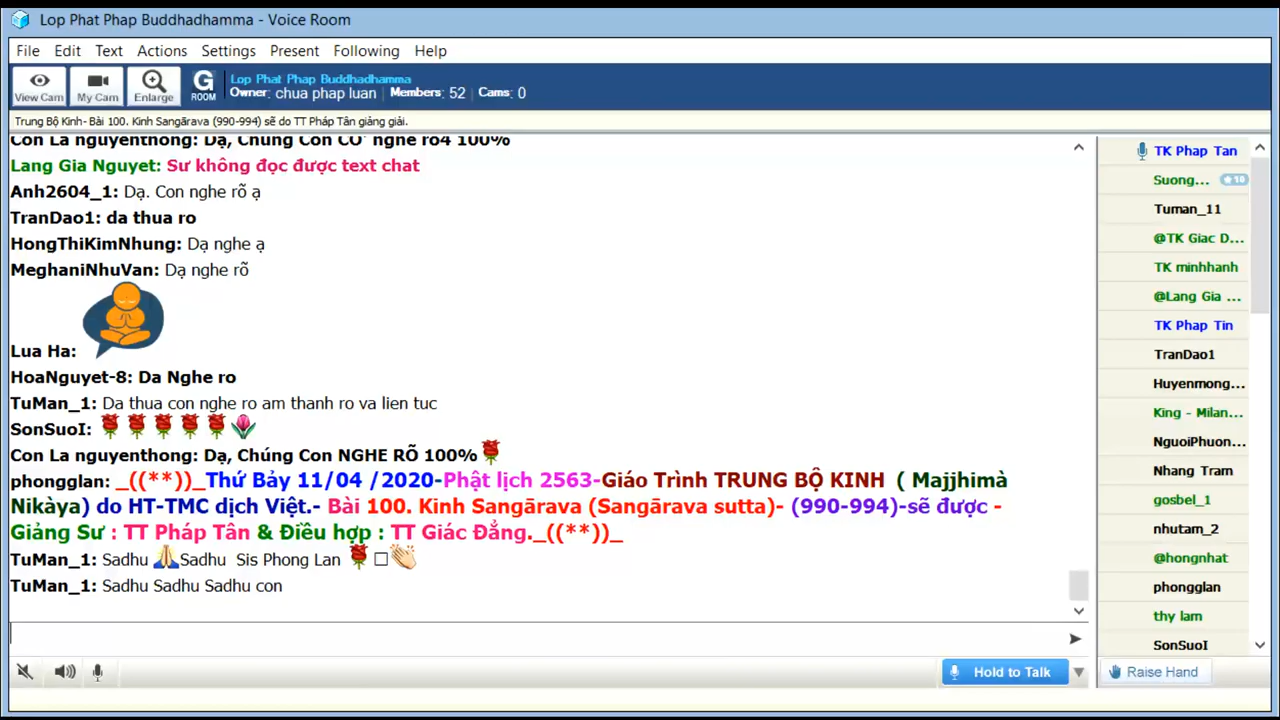 Lop Phat Phap Buddhadhamma - Voice Room
File Edit Text Actions Settings Present Following Help
View Cam My Cam Enlarge G ROOM
Lop Phat Phap Buddhadhamma
Owner: chua phap luan Members: 52 Cams: 0
Trung Bộ Kinh- Bài 100. Kinh Sangãrava (990-994) sẽ do TT Pháp Tân giảng giải.
Con La nguyenthong: Dạ, Chúng Con CO' nghe ro4 100%
Lang Gia Nguyet: Sư không đọc được text chat
Anh2604_1: Dạ. Con nghe rõ ạ
TranDao1: da thua ro
HongThiKimNhung: Dạ nghe ạ
MeghaniNhuVan: Dạ nghe rõ
Lua Ha:
HoaNguyet-8: Da Nghe ro
TuMan_1: Da thua con nghe ro am thanh ro va lien tuc
SonSuoI:
Con La nguyenthong: Dạ, Chúng Con NGHE RÕ 100%
phongglan: _((**))_Thứ Bảy 11/04 /2020-Phật lịch 2563-Giáo Trình TRUNG BỘ KINH ( Majjhimà
Nikàya) do HT-TMC dịch Việt.- Bài 100. Kinh Sangārava (Sangārava sutta)- (990-994)-sẽ được -
Giảng Sư : TT Pháp Tân & Điều hợp : TT Giác Đẳng._((**))_
TuMan_1: Sadhu Sadhu Sis Phong Lan
TuMan_1: Sadhu Sadhu Sadhu con
Hold to Talk
TK Phap Tan
Suong... 10
Tuman_11
@TK Giac D...
TK minhhanh
@Lang Gia ...
TK Phap Tin
TranDao1
Huyenmong...
King - Milan...
NguoiPhuon...
Nhang Tram
gosbel_1
nhutam_2
@hongnhat
phongglan
thy lam
SonSuoI
Raise Hand